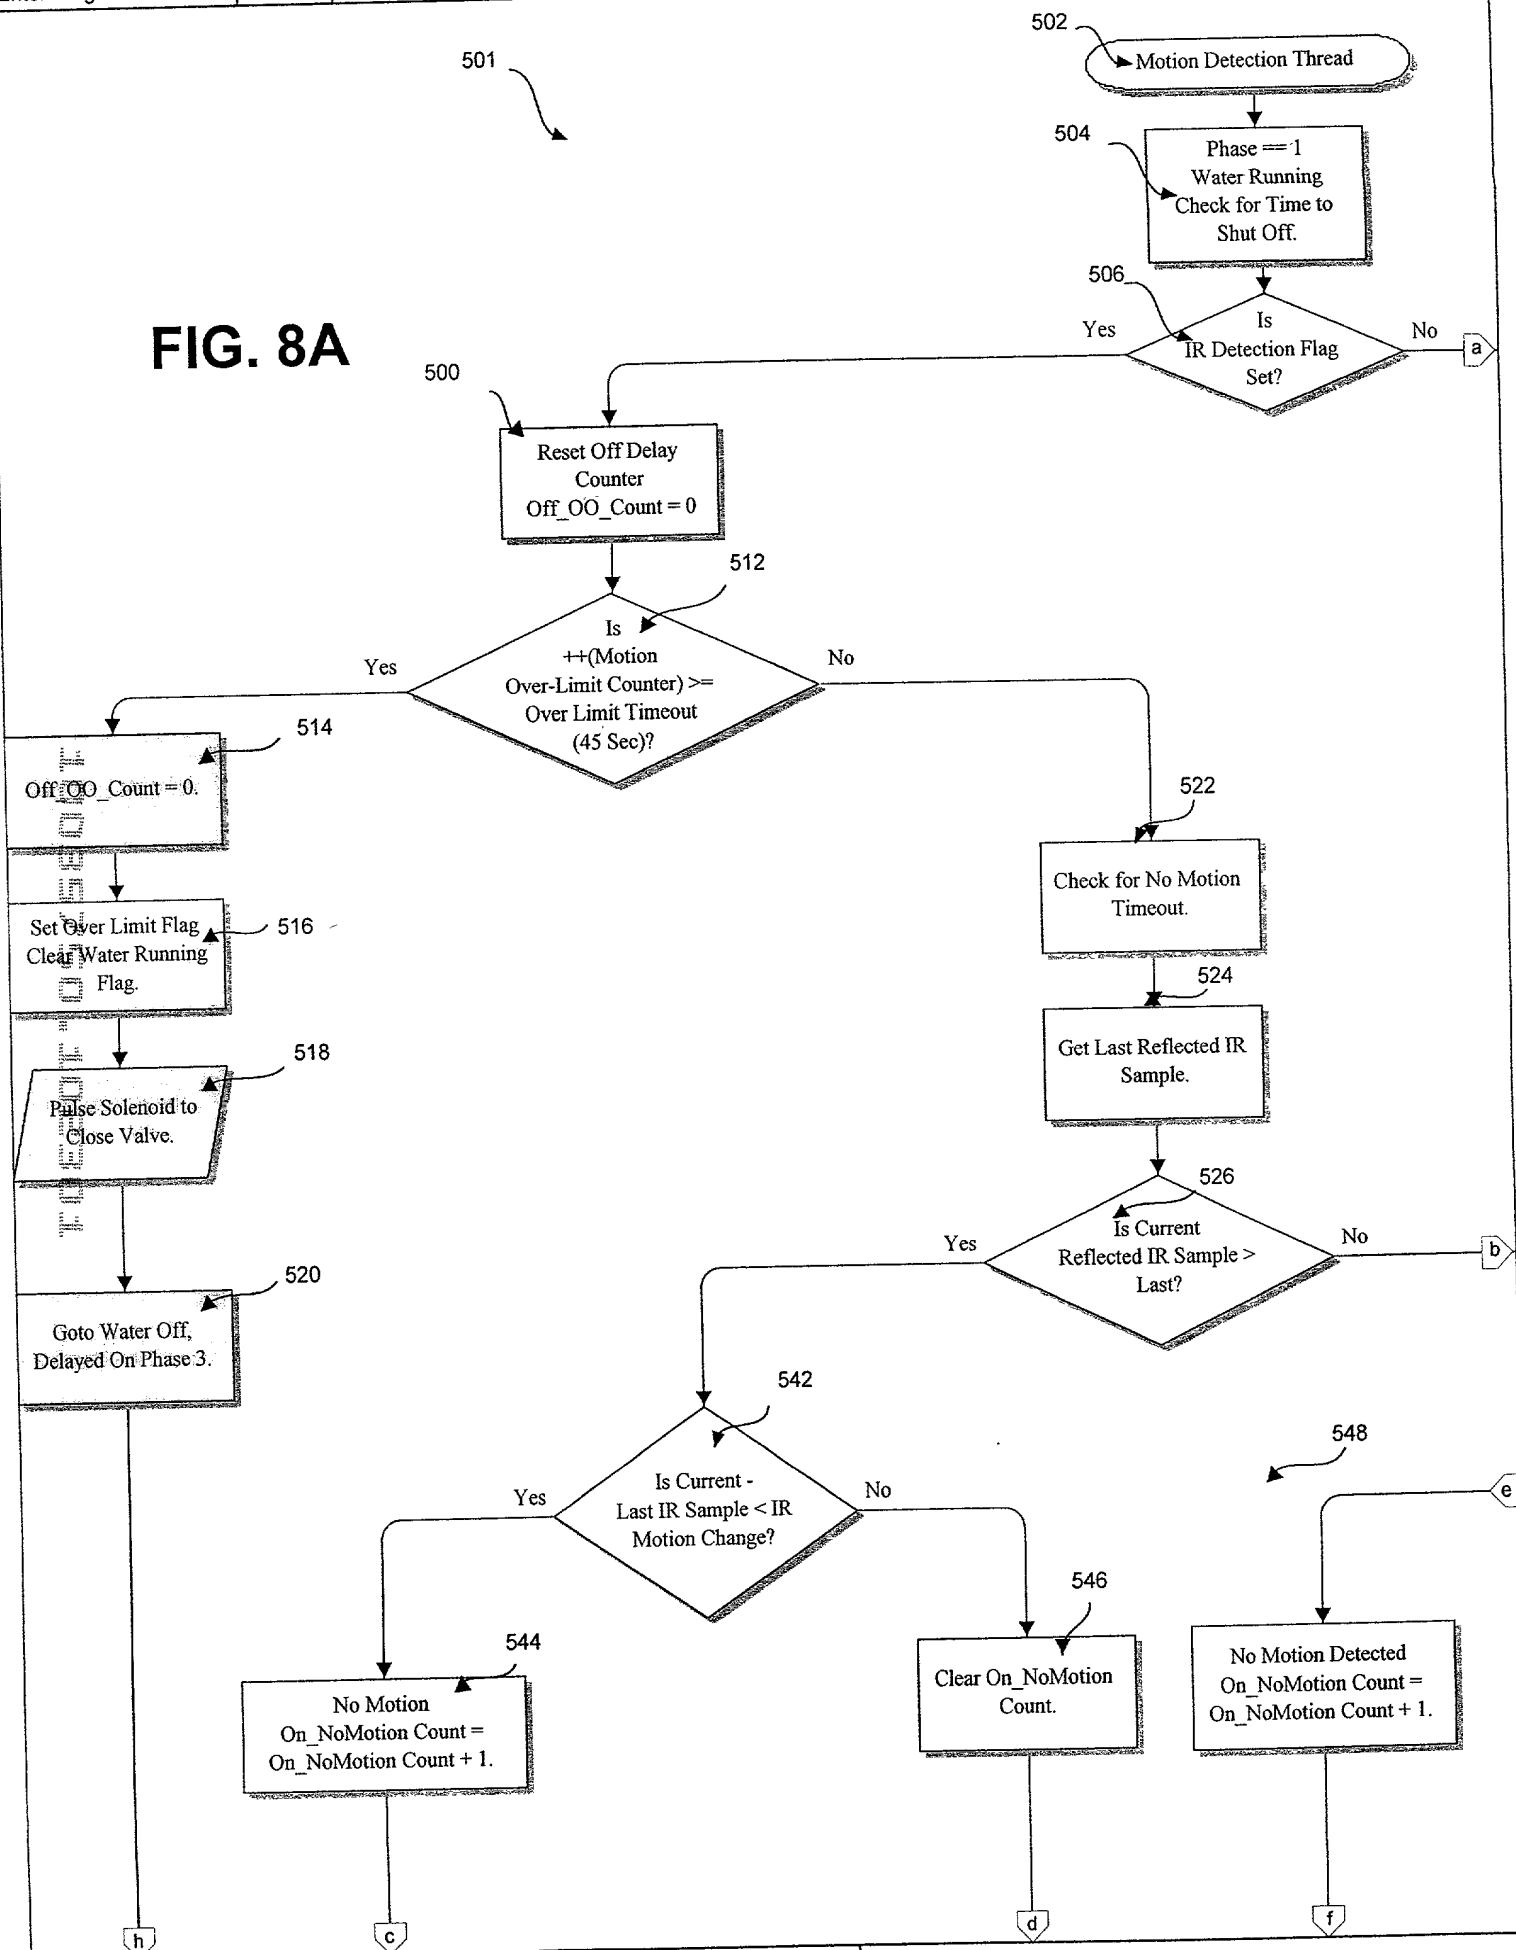 502
Motion Detection Thread
501
504
Phase == 1
Water Running
Check for Time to
Shut Off.
506
Is
IR Detection Flag
Set?
Yes
No
a
FIG. 8A
500
Reset Off Delay
Counter
Off_OO_Count = 0
512
Is
++(Motion
Over-Limit Counter) >=
Over Limit Timeout
(45 Sec)?
Yes
No
514
Off_OO_Count = 0.
516
Set Over Limit Flag
Clear Water Running
Flag.
518
Pulse Solenoid to
Close Valve.
520
Goto Water Off,
Delayed On Phase 3.
522
Check for No Motion
Timeout.
524
Get Last Reflected IR
Sample.
526
Is Current
Reflected IR Sample >
Last?
Yes
No
b
542
Is Current -
Last IR Sample < IR
Motion Change?
Yes
No
548
e
544
No Motion
On_NoMotion Count =
On_NoMotion Count + 1.
546
Clear On_NoMotion
Count.
No Motion Detected
On_NoMotion Count =
On_NoMotion Count + 1.
h
c
d
f